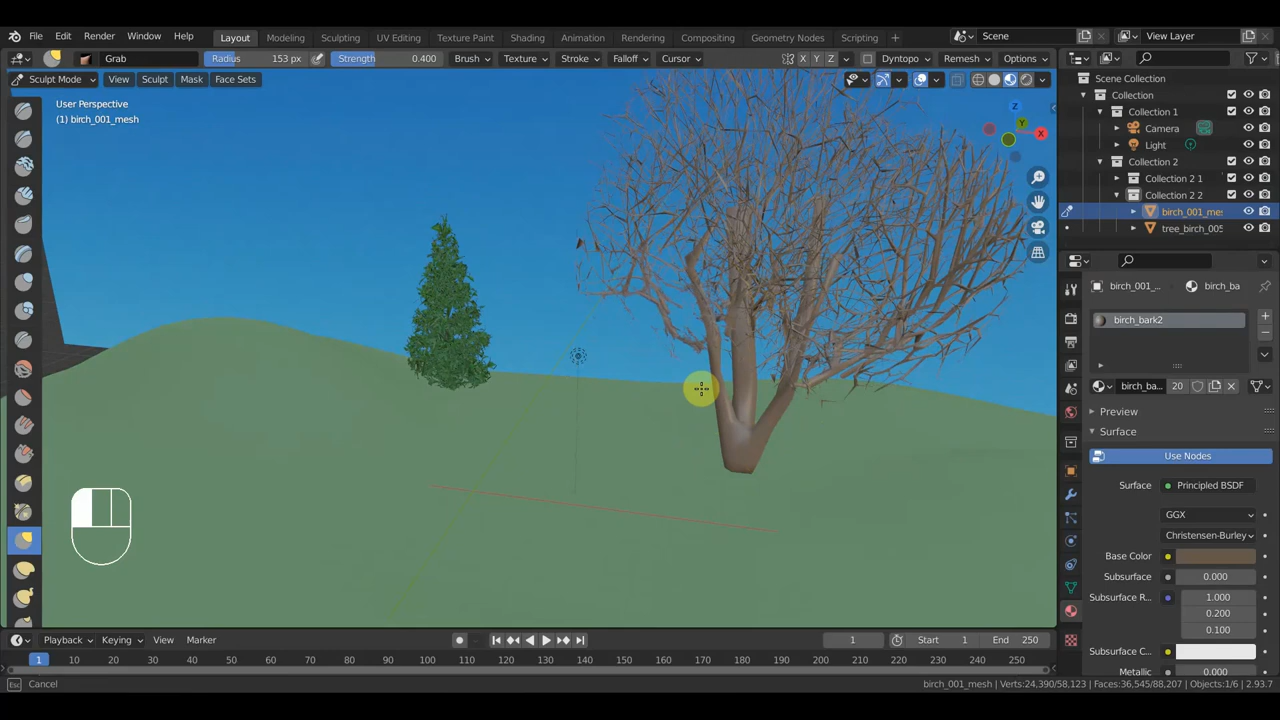 File Edit Render Window Help Layout Modeling Sculpting UV Editing Texture Paint Shading Animation Rendering Compositing Geometry Nodes Scripting + Scene View Layer
Grab Radius 153 px Strength 0.400 Brush Texture Stroke Falloff Cursor X Y Z Dyntopo Remesh Options
Sculpt Mode View Sculpt Mask Face Sets
User Perspective
(1) birch_001_mesh
Z
Y
X
Scene Collection
Collection
Collection 1
Camera
Light
Collection 2
Collection 2 1
Collection 2 2
birch_001_mes
tree_birch_005
birch_001_... birch_ba
birch_bark2
birch_ba... 20
Preview
Surface
Use Nodes
Surface Principled BSDF
GGX
Christensen-Burley
Base Color
Subsurface 0.000
Subsurface R... 1.000
0.200
0.100
Subsurface C...
Metallic 0.000
Playback Keying View Marker 1 Start 1 End 250
1 10 20 30 40 50 60 70 80 90 100 110 120 130 140 150 160 170 180 190 200 210 220 230 240 250
Esc Cancel birch_001_mesh | Verts:24,390/58,123 | Faces:36,545/88,207 | Objects:1/6 | 2.93.7